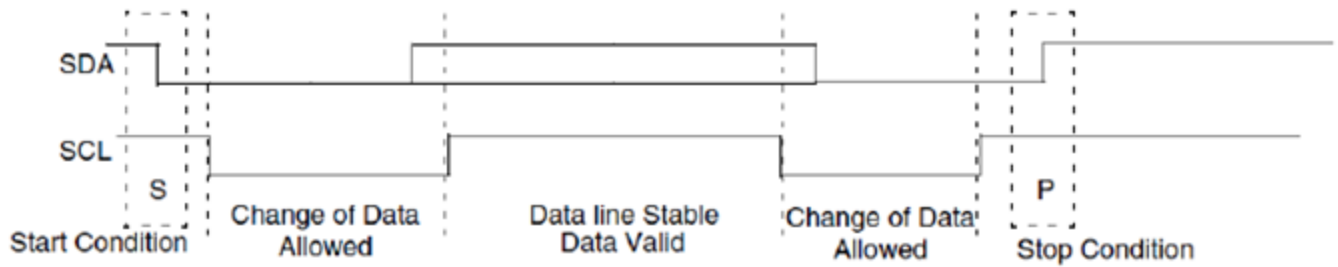 SDA
SCL
S
P
Start Condition
Change of Data
Allowed
Data line Stable
Data Valid
Change of Data
Allowed
Stop Condition